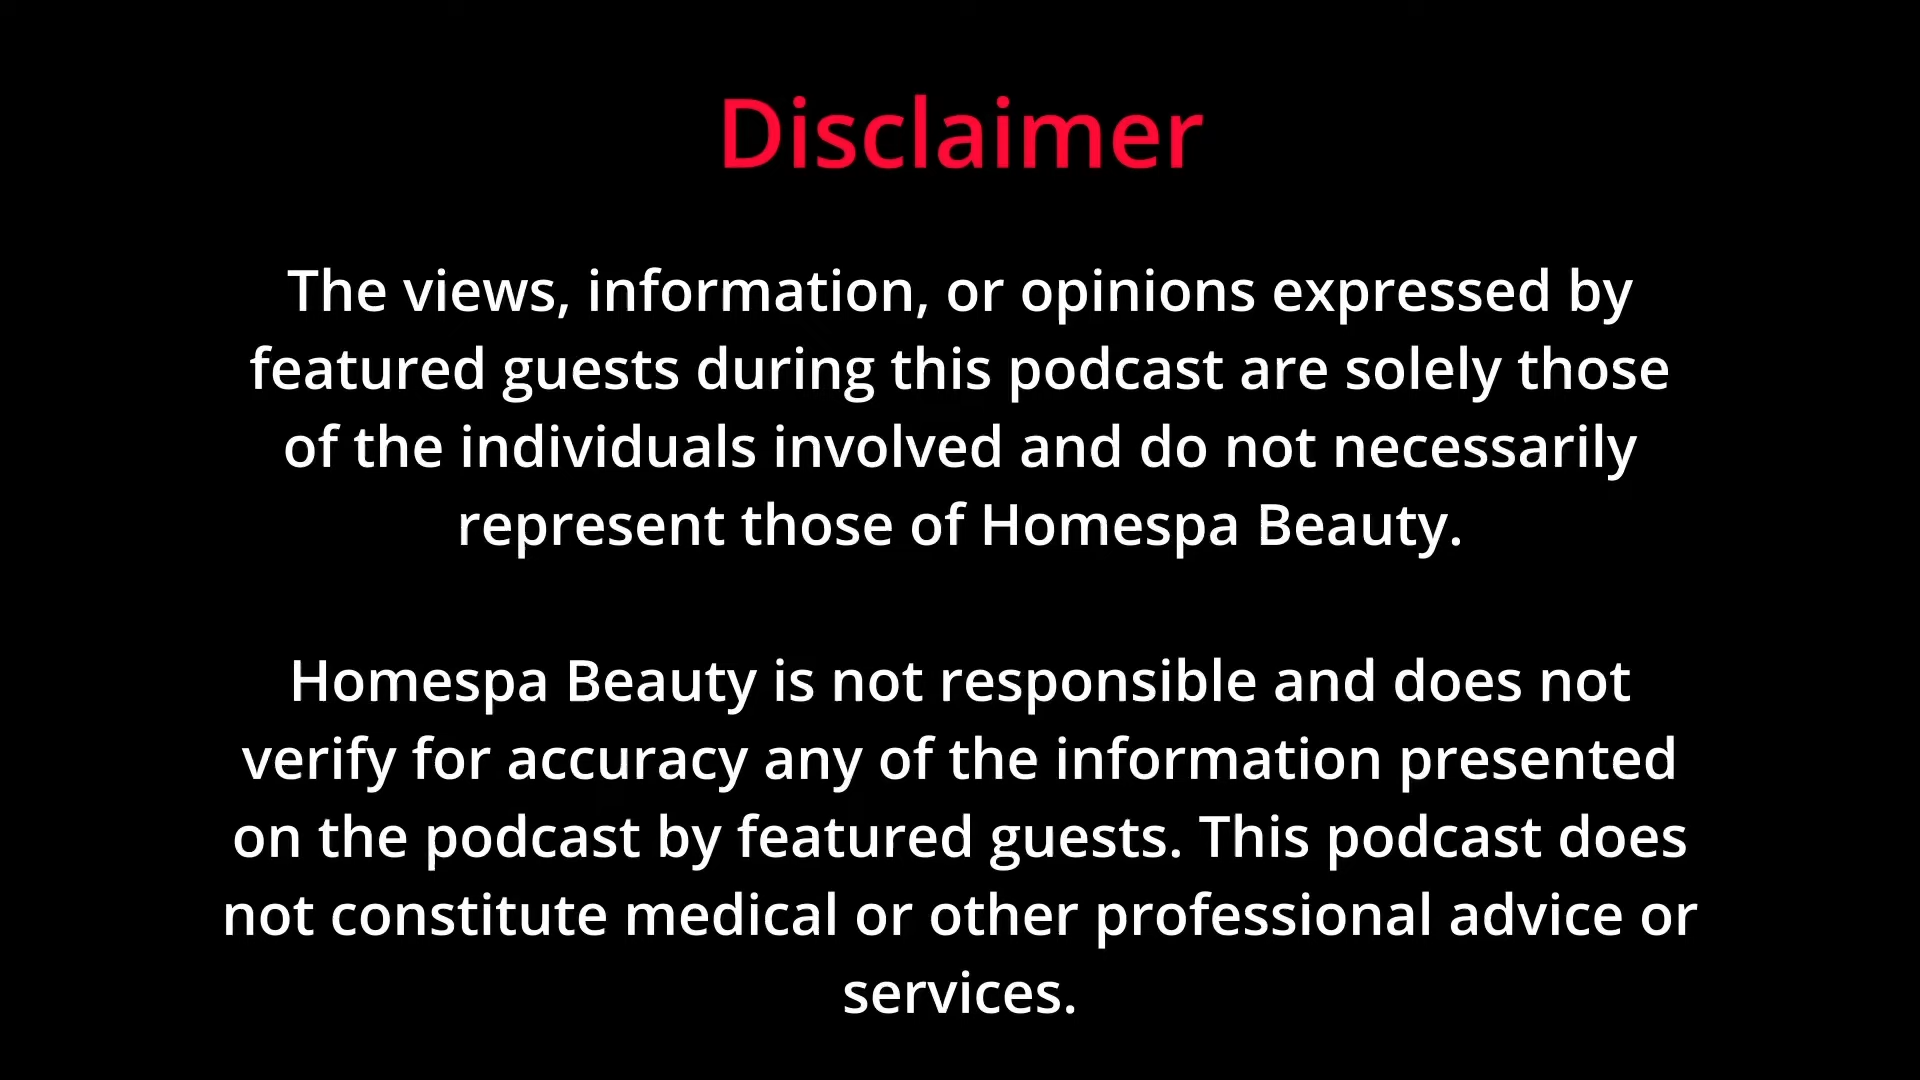 Disclaimer
The views, information, or opinions expressed by
featured guests during this podcast are solely those
of the individuals involved and do not necessarily
represent those of Homespa Beauty.
Homespa Beauty is not responsible and does not
verify for accuracy any of the information presented
on the podcast by featured guests. This podcast does
not constitute medical or other professional advice or
services.